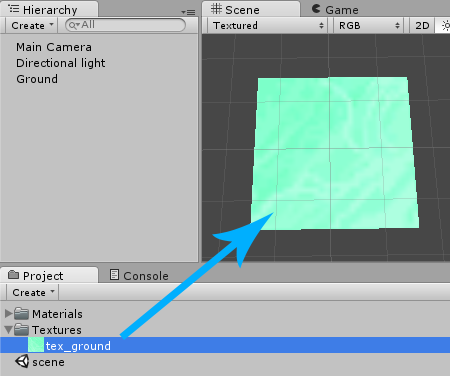 Hierarchy
Create
All
Main Camera
Directional light
Ground
Scene
Game
Textured
RGB
2D
Project
Console
Create
Materials
Textures
tex_ground
scene